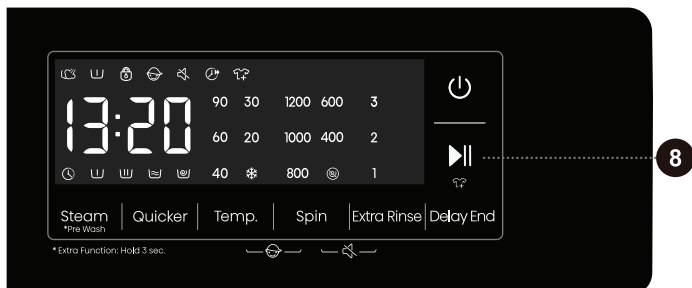 90 30 1200 600 3
13:20
60 20 1000 400 2
40 800 1
8
Steam Quicker Temp. Spin Extra Rinse Delay End
*Pre Wash
* Extra Function: Hold 3 sec.